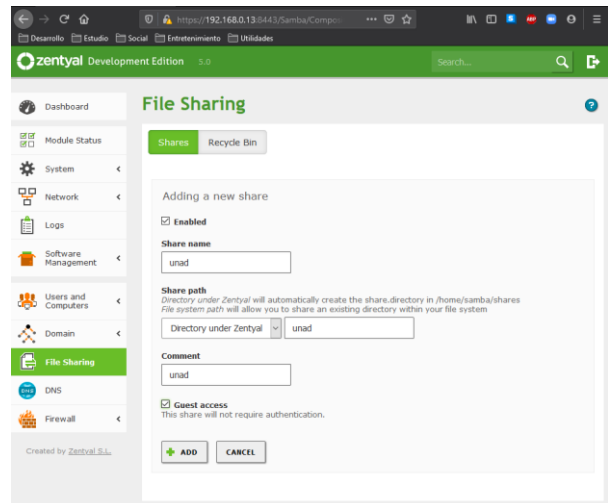 https://192.168.0.13:8443/Samba/Compos
Desarrollo Estudio Social Entretenimiento Utilidades
zentyal Development Edition 5.0
Search...
Dashboard
Module Status
System
Network
Logs
Software
Management
Users and
Computers
Domain
File Sharing
DNS
Firewall
Created by Zentyal S.L.
File Sharing
?
Shares Recycle Bin
Adding a new share
Enabled
Share name
unad
Share path
Directory under Zentyal will automatically create the share.directory in /home/samba/shares
File system path will allow you to share an existing directory within your file system
Directory under Zentyal unad
Comment
unad
Guest access
This share will not require authentication.
+ ADD CANCEL